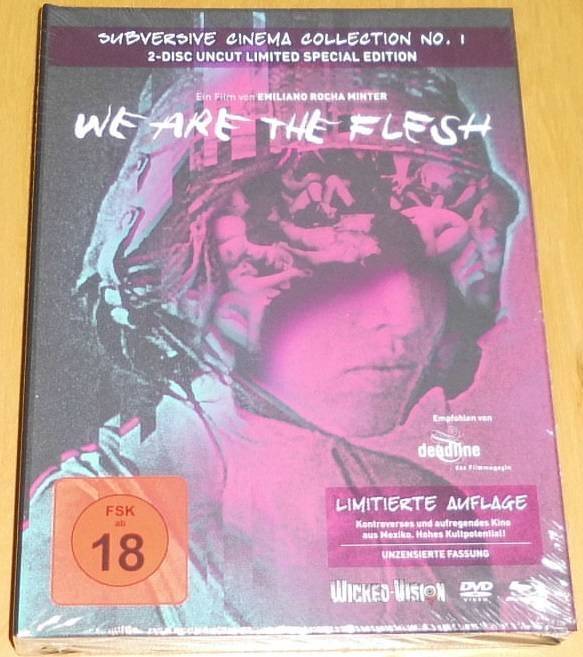 SUBVERSIVE CINEMA COLLECTION NO. 1
2-DISC UNCUT LIMITED SPECIAL EDITION
Ein Film von EMILIANO ROCHA MINTER
WE ARE THE FLESH
Empfohlen von
deadline
das Filmmagazin
LIMITIERTE AUFLAGE
Kontroverses und aufregendes Kino
aus Mexiko. Hohes Kultpotential!
UNZENSIERTE FASSUNG
FSK
ab
18
WICKED-VISION
DVD
VIDEO